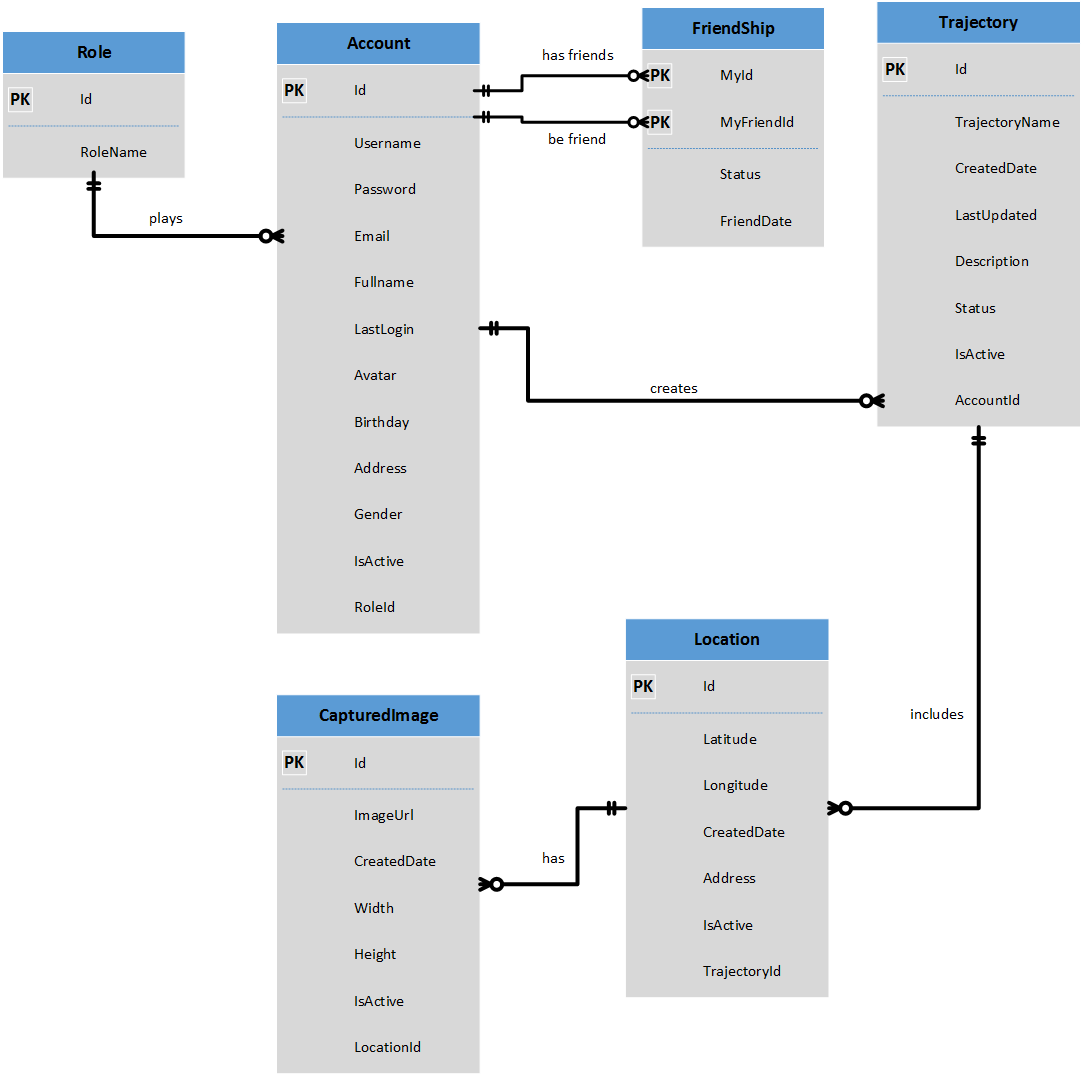 Role
PK Id
RoleName
plays
Account
PK Id
Username
Password
Email
Fullname
LastLogin
Avatar
Birthday
Address
Gender
IsActive
RoleId
has friends
be friend
FriendShip
PK MyId
PK MyFriendId
Status
FriendDate
creates
Trajectory
PK Id
TrajectoryName
CreatedDate
LastUpdated
Description
Status
IsActive
AccountId
includes
Location
PK Id
Latitude
Longitude
CreatedDate
Address
IsActive
TrajectoryId
has
CapturedImage
PK Id
ImageUrl
CreatedDate
Width
Height
IsActive
LocationId